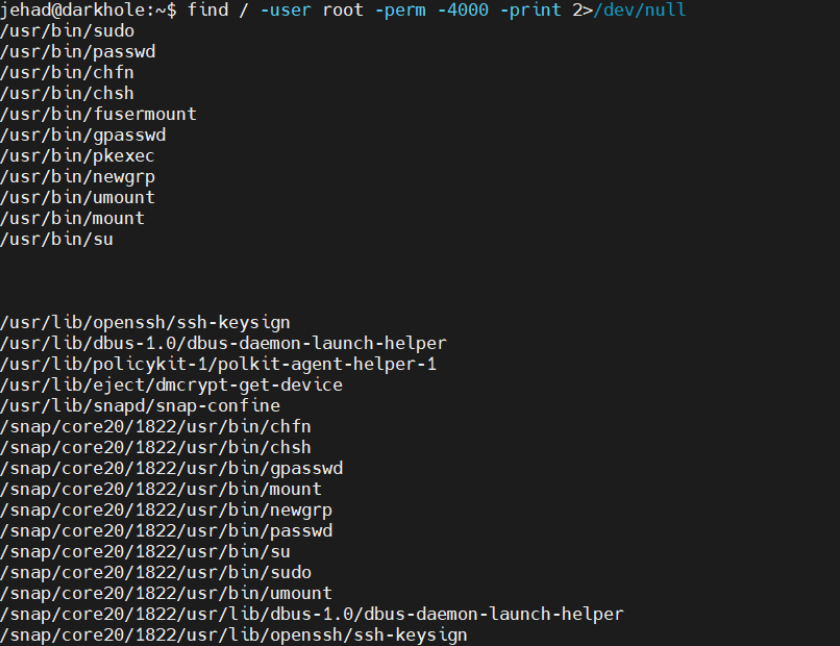 jehad@darkhole:~$ find / -user root -perm -4000 -print 2>/dev/null
/usr/bin/sudo
/usr/bin/passwd
/usr/bin/chfn
/usr/bin/chsh
/usr/bin/fusermount
/usr/bin/gpasswd
/usr/bin/pkexec
/usr/bin/newgrp
/usr/bin/umount
/usr/bin/mount
/usr/bin/su
/usr/lib/openssh/ssh-keysign
/usr/lib/dbus-1.0/dbus-daemon-launch-helper
/usr/lib/policykit-1/polkit-agent-helper-1
/usr/lib/eject/dmcrypt-get-device
/usr/lib/snapd/snap-confine
/snap/core20/1822/usr/bin/chfn
/snap/core20/1822/usr/bin/chsh
/snap/core20/1822/usr/bin/gpasswd
/snap/core20/1822/usr/bin/mount
/snap/core20/1822/usr/bin/newgrp
/snap/core20/1822/usr/bin/passwd
/snap/core20/1822/usr/bin/su
/snap/core20/1822/usr/bin/sudo
/snap/core20/1822/usr/bin/umount
/snap/core20/1822/usr/lib/dbus-1.0/dbus-daemon-launch-helper
/snap/core20/1822/usr/lib/openssh/ssh-keysign